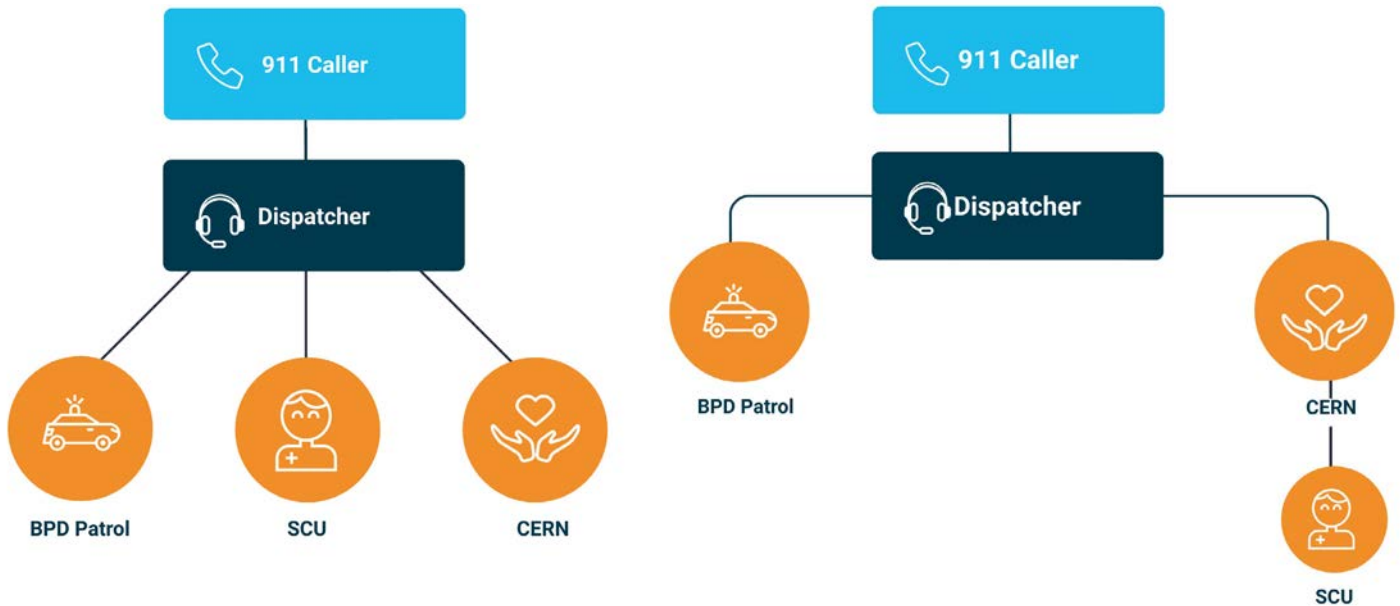 911 Caller
Dispatcher
BPD Patrol
SCU
CERN
911 Caller
Dispatcher
BPD Patrol
CERN
SCU